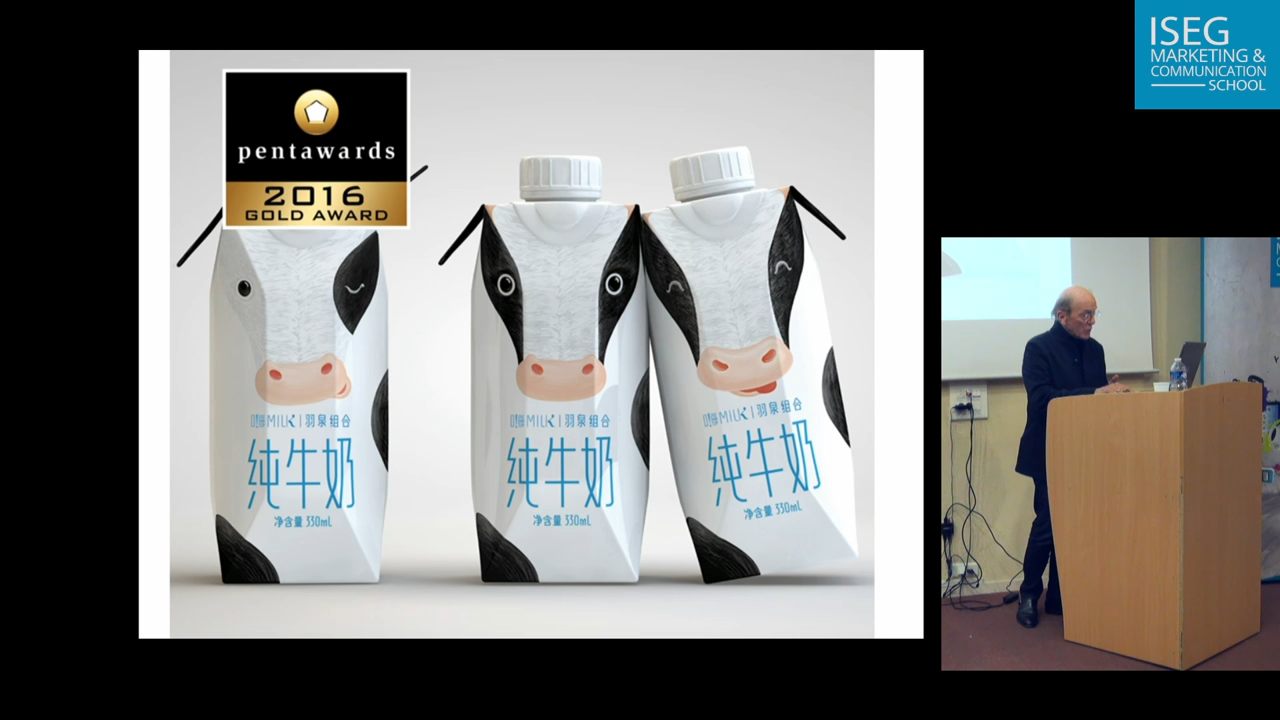 ISEG
MARKETING &
COMMUNICATION
SCHOOL
pentawards
2016
GOLD AWARD
MILK | 羽泉组合
纯牛奶
净含量 330mL
MILK | 羽泉组合
纯牛奶
净含量 330mL
MILK | 羽泉组合
纯牛奶
净含量 330mL